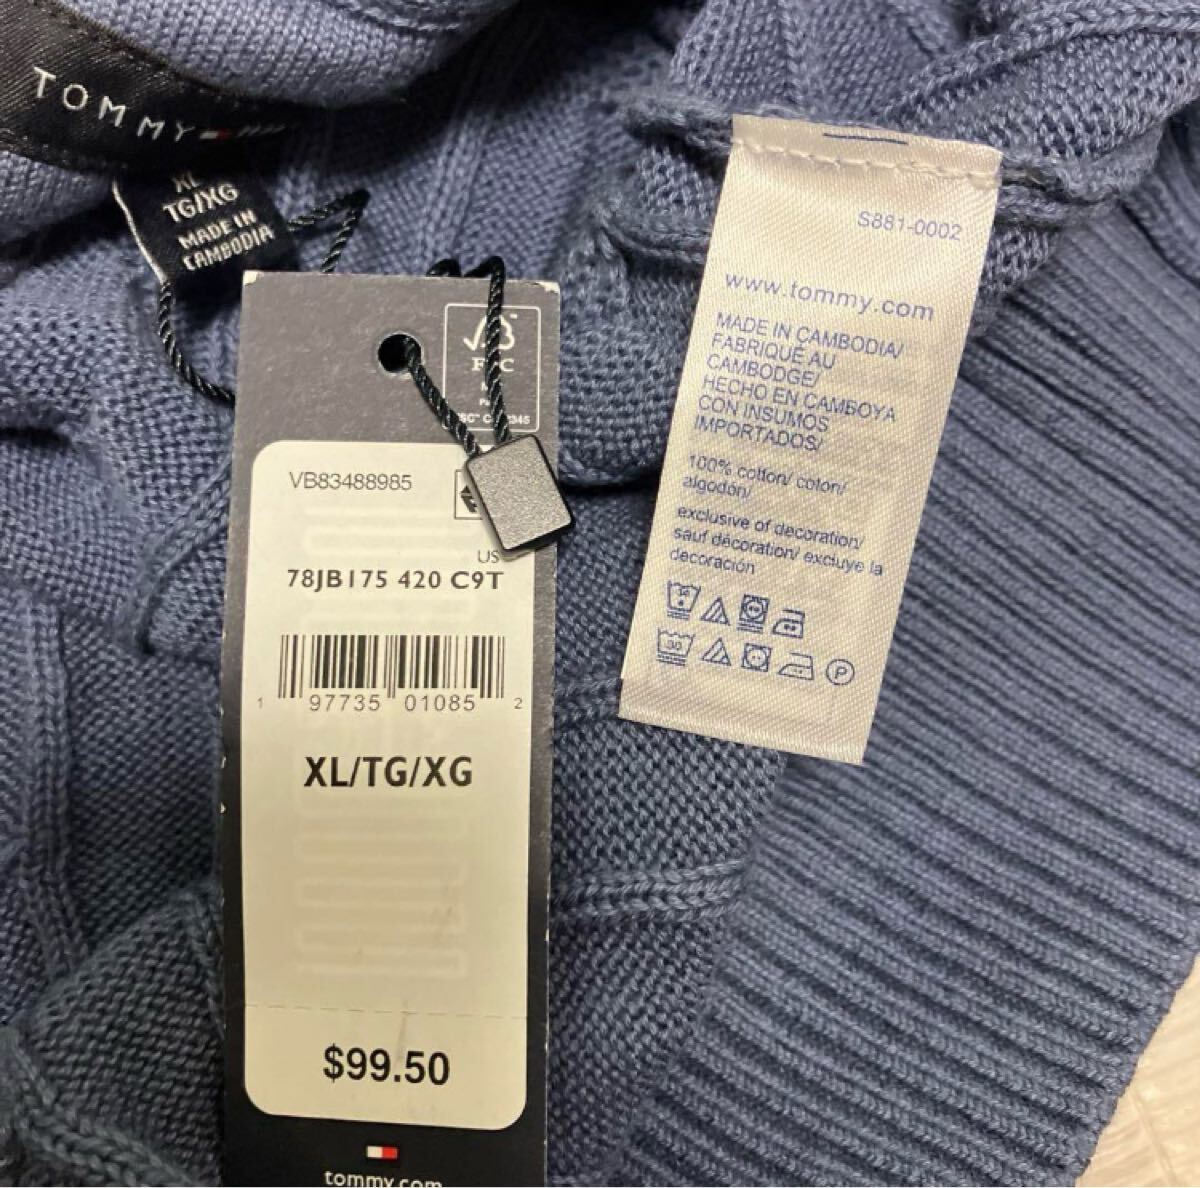 TOMMY
XL
TG/XG
MADE IN
CAMBODIA
S881-0002
www.tommy.com
MADE IN CAMBODIA/
FABRIQUÉ AU
CAMBODGE/
HECHO EN CAMBOYA
CON INSUMOS
IMPORTADOS/
100% cotton/ coton/
algodón/
exclusive of decoration/
sauf décoration/ excluye la
decoración
30
30
P
VB83488985
US
78JB175 420 C9T
1 97735 01085 2
XL/TG/XG
$99.50
tommy.com